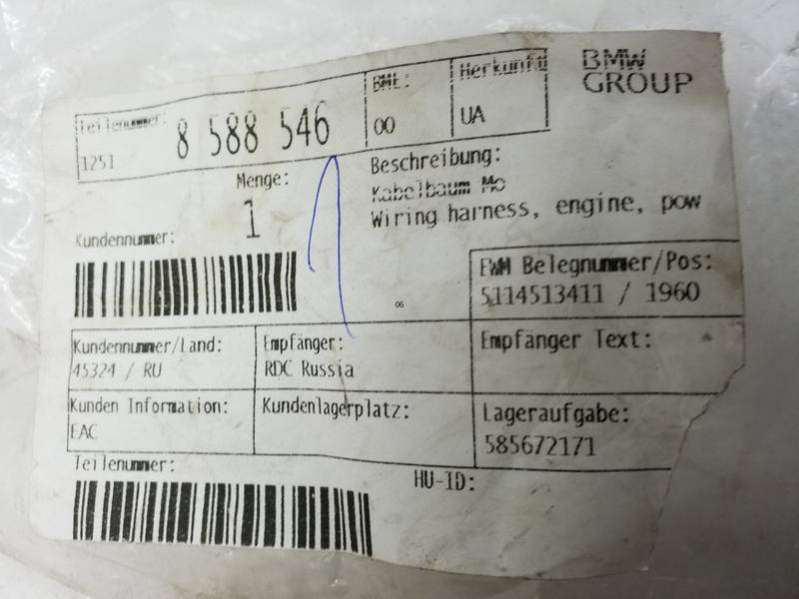 BMW
GROUP
Teilenummer:
1251
8 588 546
BME:
00
Herkunftd
UA
Menge:
1
Beschreibung:
Kabelbaum Mo
Wiring harness, engine, pow
Kundennummer:
EWM Belegnummer/Pos:
5114513411 / 1960
Kundennummer/Land:
45324 / RU
Empfänger:
RDC Russia
Empfänger Text:
Kunden Information:
EAC
Kundenlagerplatz:
Lageraufgabe:
585672171
Teilenummer:
HU-ID: